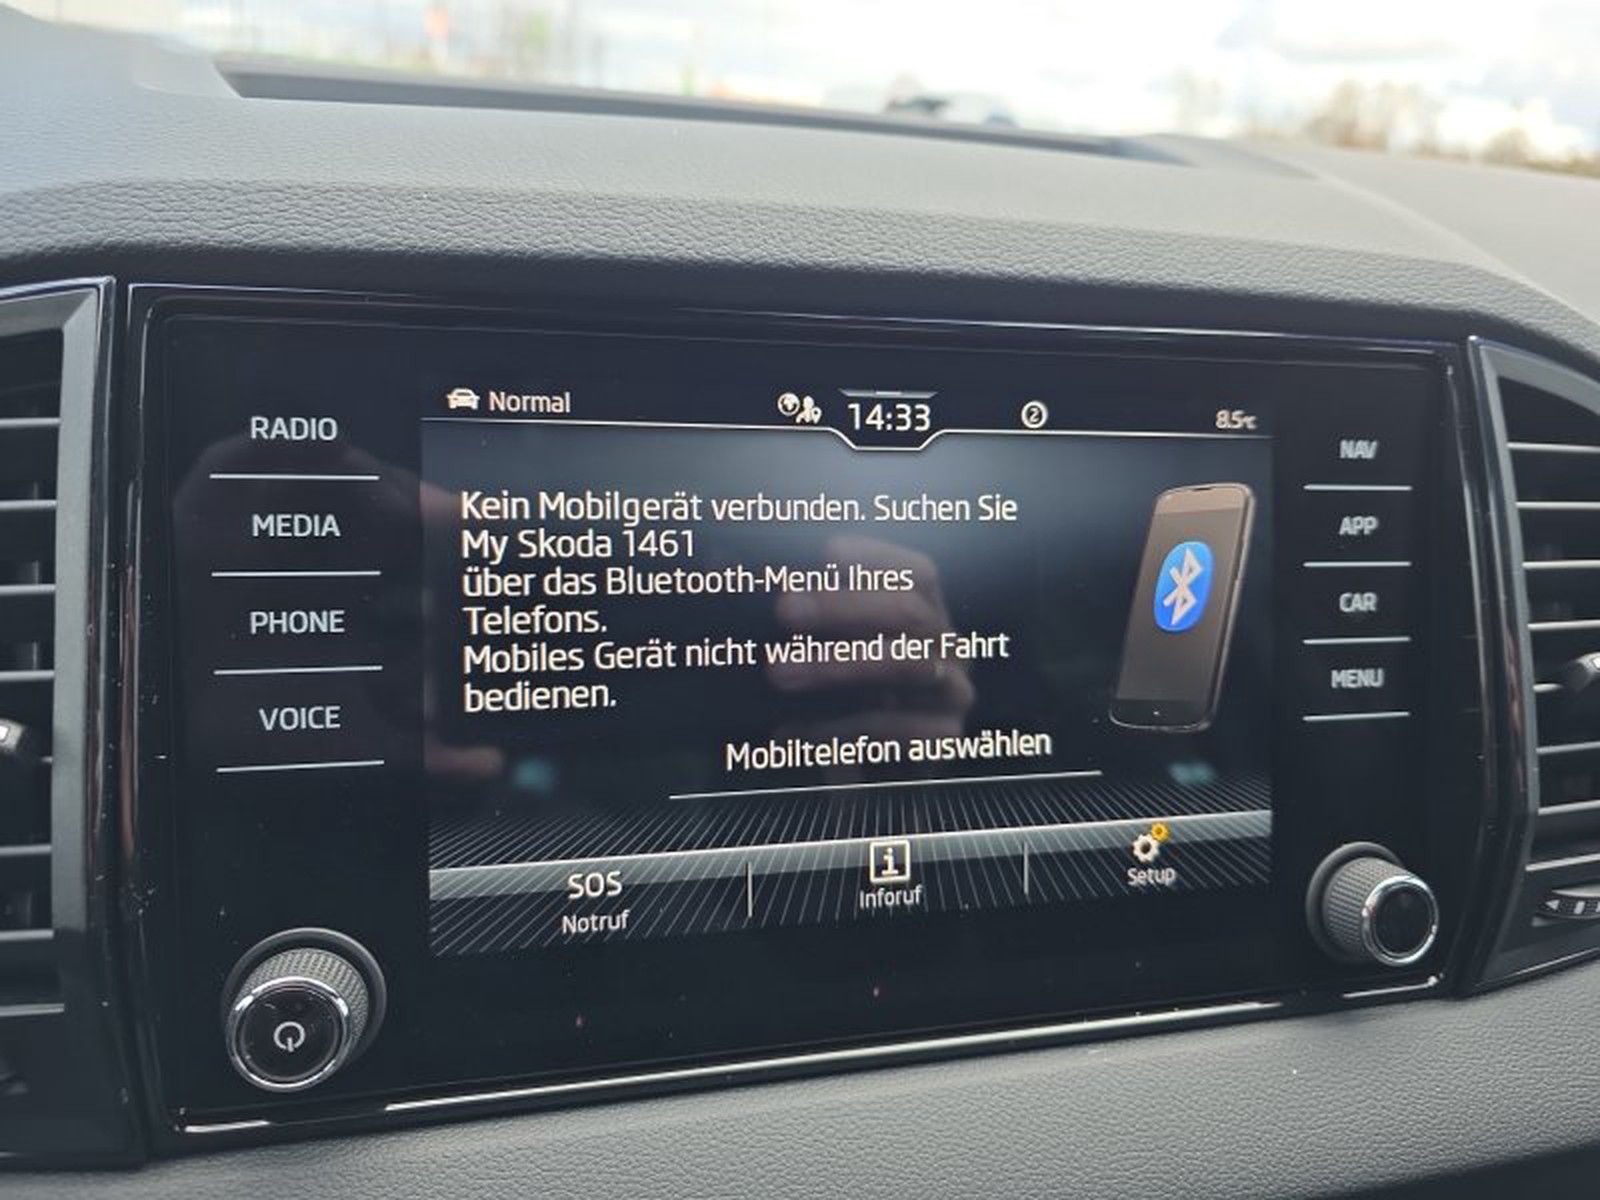 Normal
14:33
2
8.5°C
RADIO
MEDIA
PHONE
VOICE
Kein Mobilgerät verbunden. Suchen Sie
My Skoda 1461
über das Bluetooth-Menü Ihres
Telefons.
Mobiles Gerät nicht während der Fahrt
bedienen.
Mobiltelefon auswählen
SOS
Notruf
i
Inforuf
Setup
NAV
APP
CAR
MENU